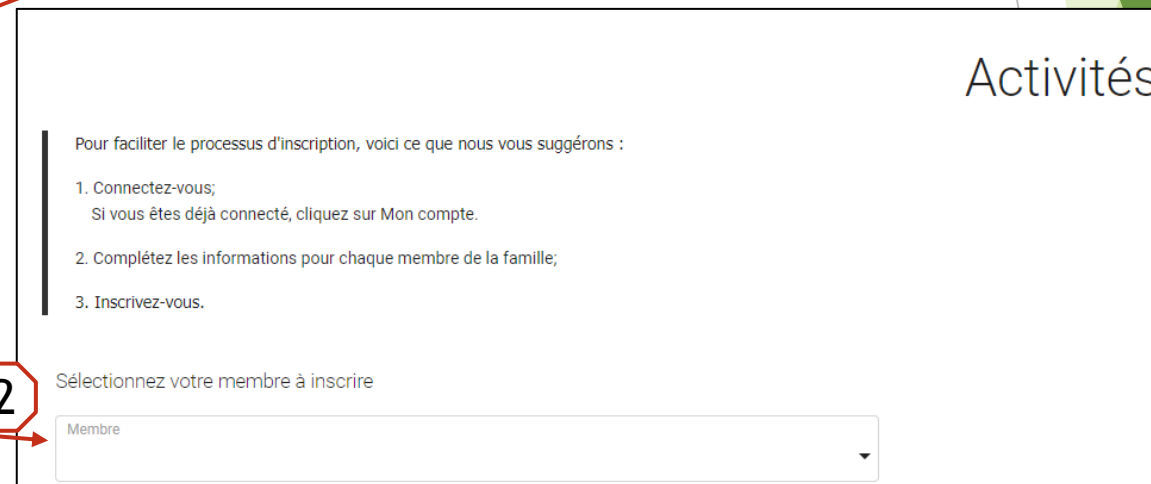 Activités
Pour faciliter le processus d'inscription, voici ce que nous vous suggérons :
1. Connectez-vous;
Si vous êtes déjà connecté, cliquez sur Mon compte.
2. Complétez les informations pour chaque membre de la famille;
3. Inscrivez-vous.
Sélectionnez votre membre à inscrire
2
Membre